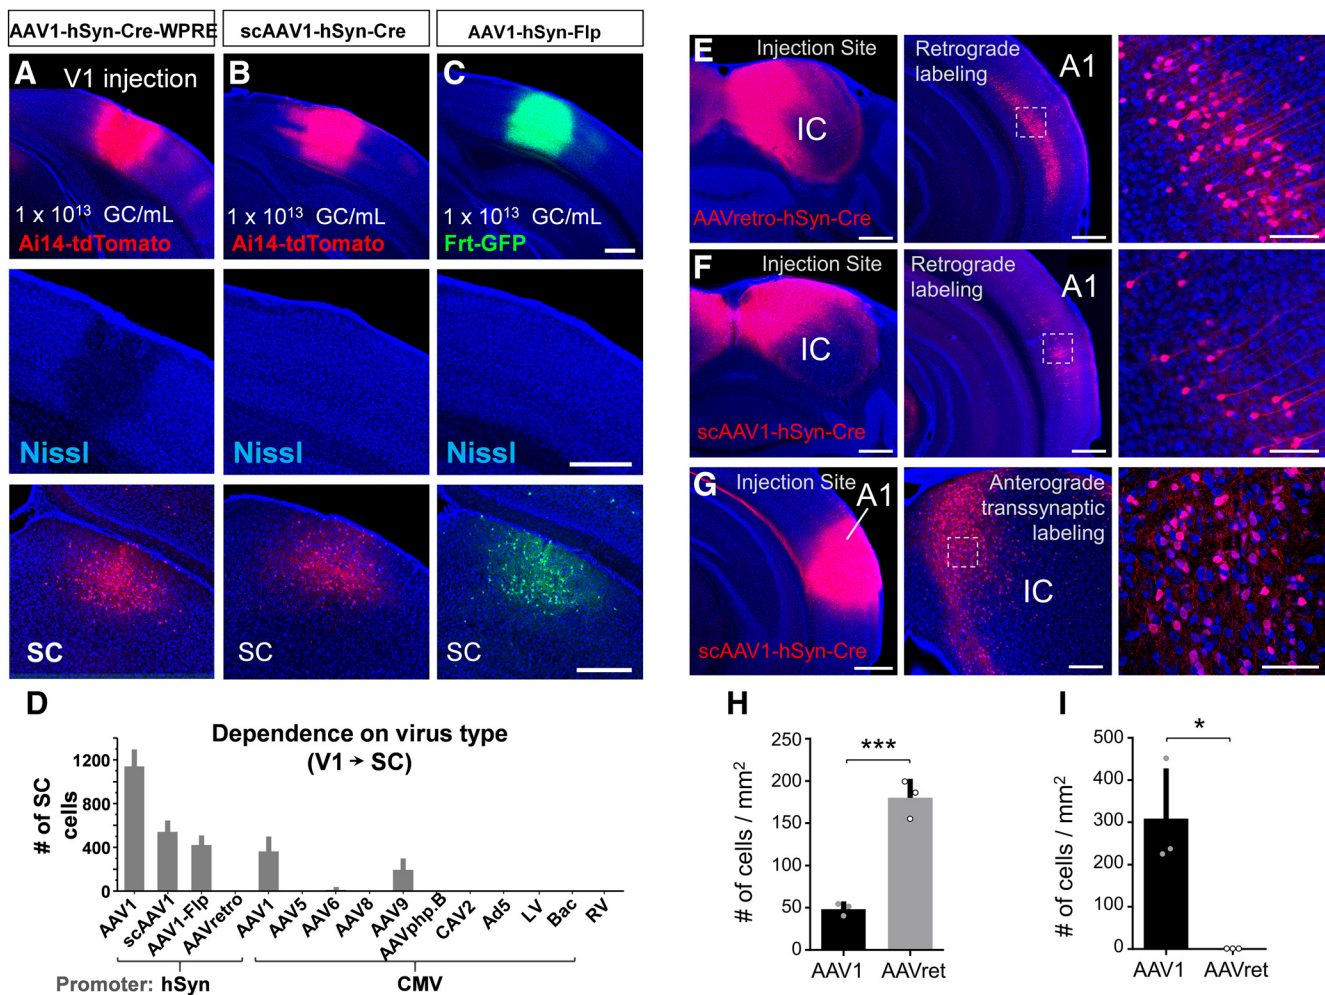 AAV1-hSyn-Cre-WPRE
scAAV1-hSyn-Cre
AAV1-hSyn-Flp
A
V1 injection
1 x 10¹³ GC/mL
Ai14-tdTomato
B
1 x 10¹³ GC/mL
Ai14-tdTomato
C
1 x 10¹³ GC/mL
Frt-GFP
Nissl
Nissl
Nissl
SC
SC
SC
D
Dependence on virus type
(V1 → SC)
# of SC
cells
1200
800
400
0
AAV1
scAAV1
AAV1-Flp
AAVretro
AAV1
AAV5
AAV6
AAV8
AAV9
AAVphp.B
CAV2
Ad5
LV
Bac
RV
Promoter: hSyn
CMV
E
Injection Site
IC
AAVretro-hSyn-Cre
Retrograde
labeling
A1
F
Injection Site
IC
scAAV1-hSyn-Cre
Retrograde
labeling
A1
G
Injection Site
A1
scAAV1-hSyn-Cre
Anterograde
transsynaptic
labeling
IC
H
# of cells / mm²
250
200
150
100
50
0
***
AAV1
AAVret
I
# of cells / mm²
500
400
300
200
100
0
*
AAV1
AAVret